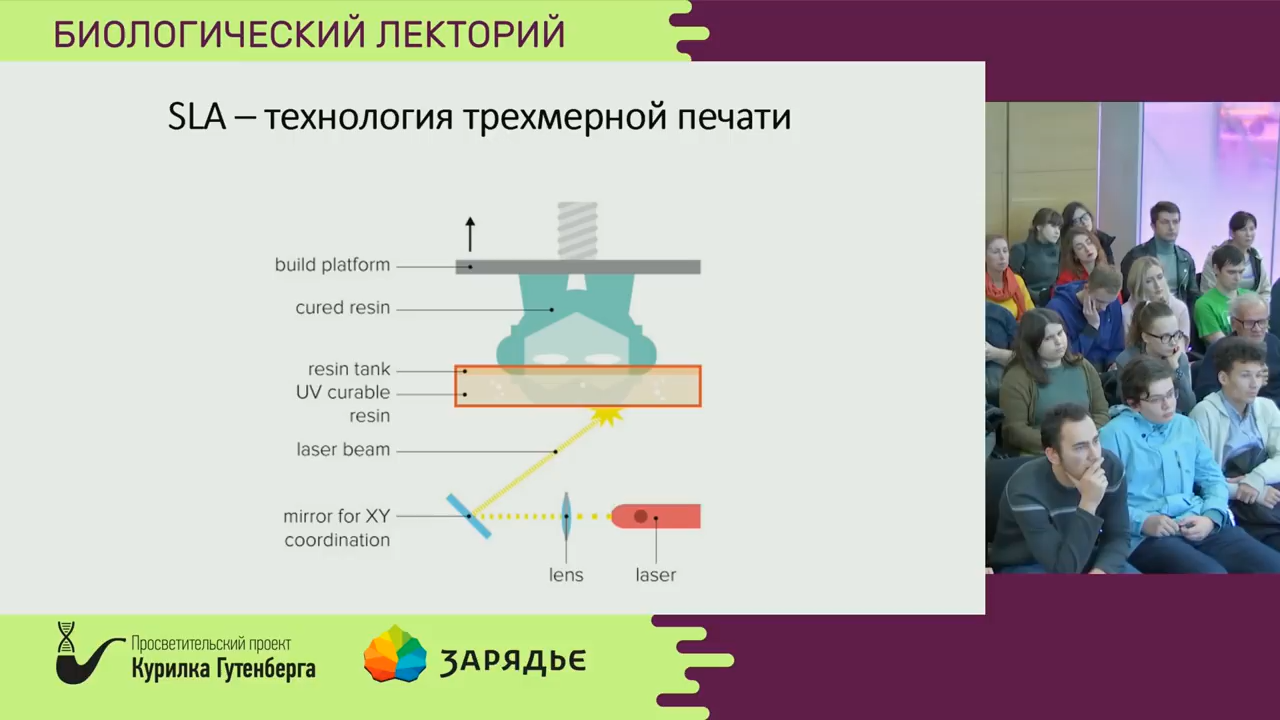 БИОЛОГИЧЕСКИЙ ЛЕКТОРИЙ
SLA – технология трехмерной печати
build platform
cured resin
resin tank
UV curable
resin
laser beam
mirror for XY
coordination
lens
laser
Просветительский проект
Курилка Гутенберга
ЗАРЯДЬЕ